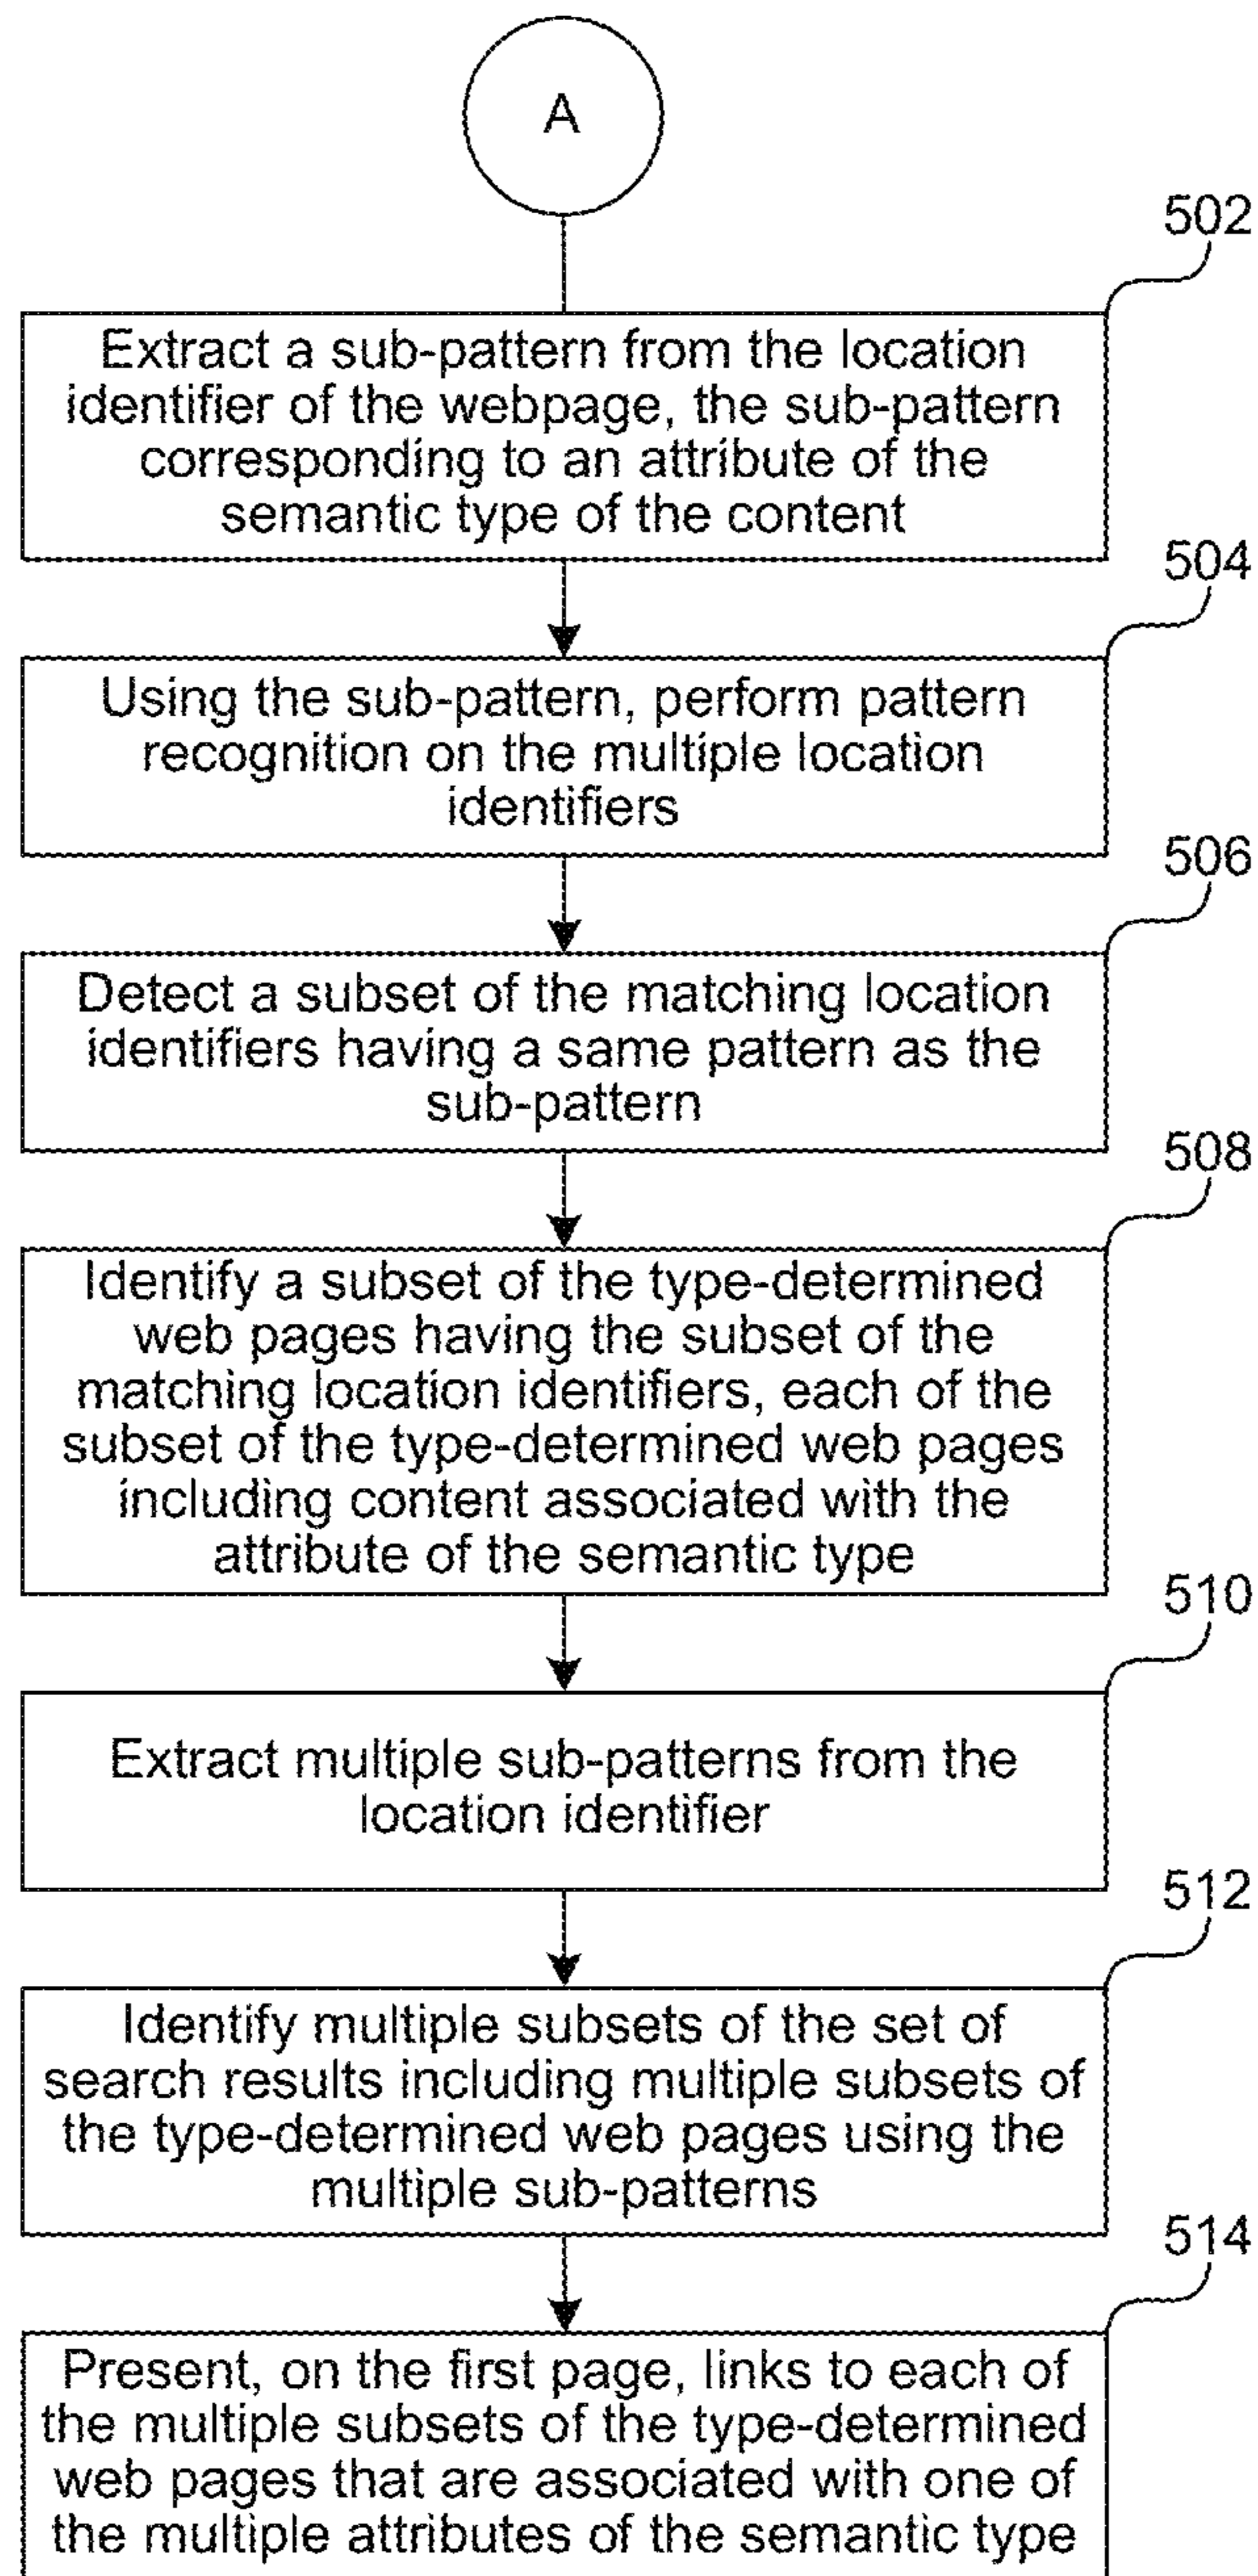 A
502
Extract a sub-pattern from the location
identifier of the webpage, the sub-pattern
corresponding to an attribute of the
semantic type of the content
504
Using the sub-pattern, perform pattern
recognition on the multiple location
identifiers
506
Detect a subset of the matching location
identifiers having a same pattern as the
sub-pattern
508
Identify a subset of the type-determined
web pages having the subset of the
matching location identifiers, each of the
subset of the type-determined web pages
including content associated with the
attribute of the semantic type
510
Extract multiple sub-patterns from the
location identifier
512
Identify multiple subsets of the set of
search results including multiple subsets of
the type-determined web pages using the
multiple sub-patterns
514
Present, on the first page, links to each of
the multiple subsets of the type-determined
web pages that are associated with one of
the multiple attributes of the semantic type